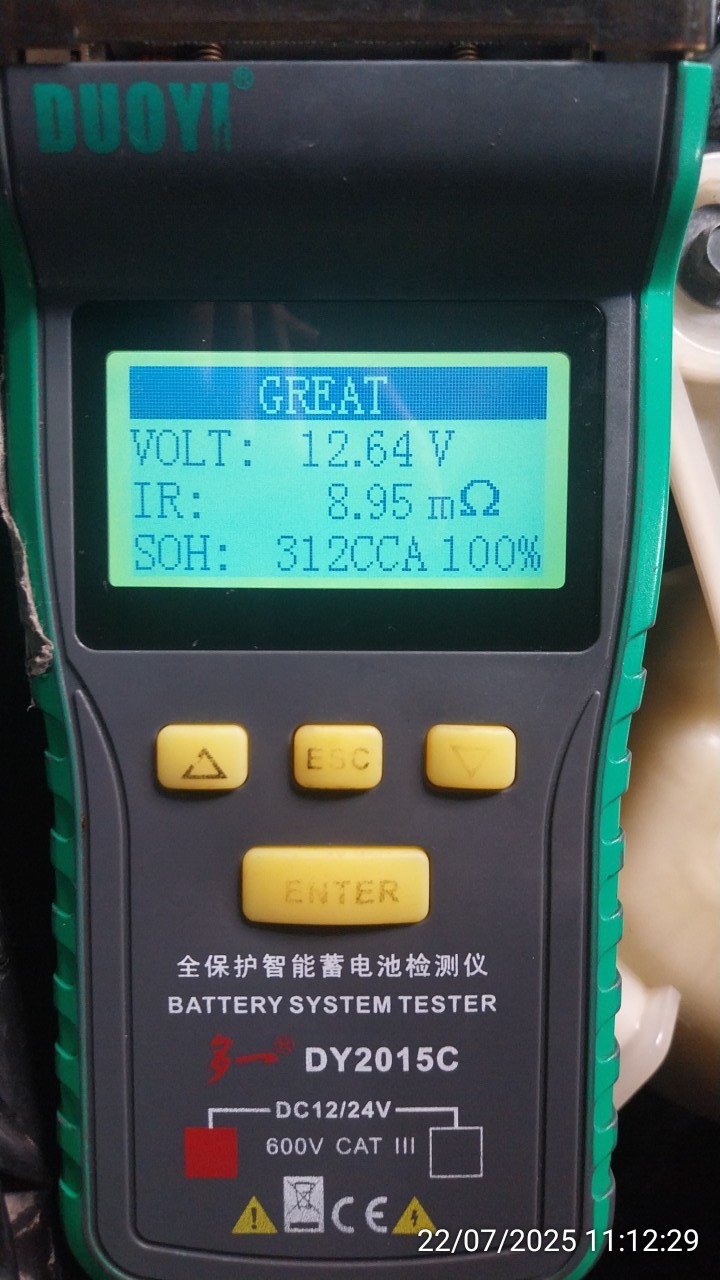 DUOYI®
GREAT
VOLT: 12.64 V
IR: 8.95 mΩ
SOH: 312CCA 100%
ESC
ENTER
全保护智能蓄电池检测仪
BATTERY SYSTEM TESTER
多一® DY2015C
DC12/24V
600V CAT III
CE
22/07/2025 11:12:29